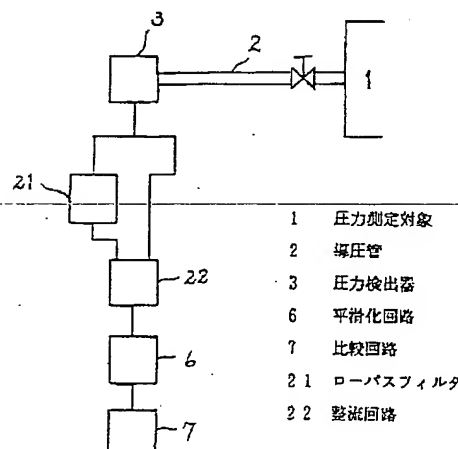 3
2
1
21
22
6
7
1 圧力測定対象
2 導圧管
3 圧力検出器
6 平滑化回路
7 比較回路
21 ローパスフィルタ
22 整流回路